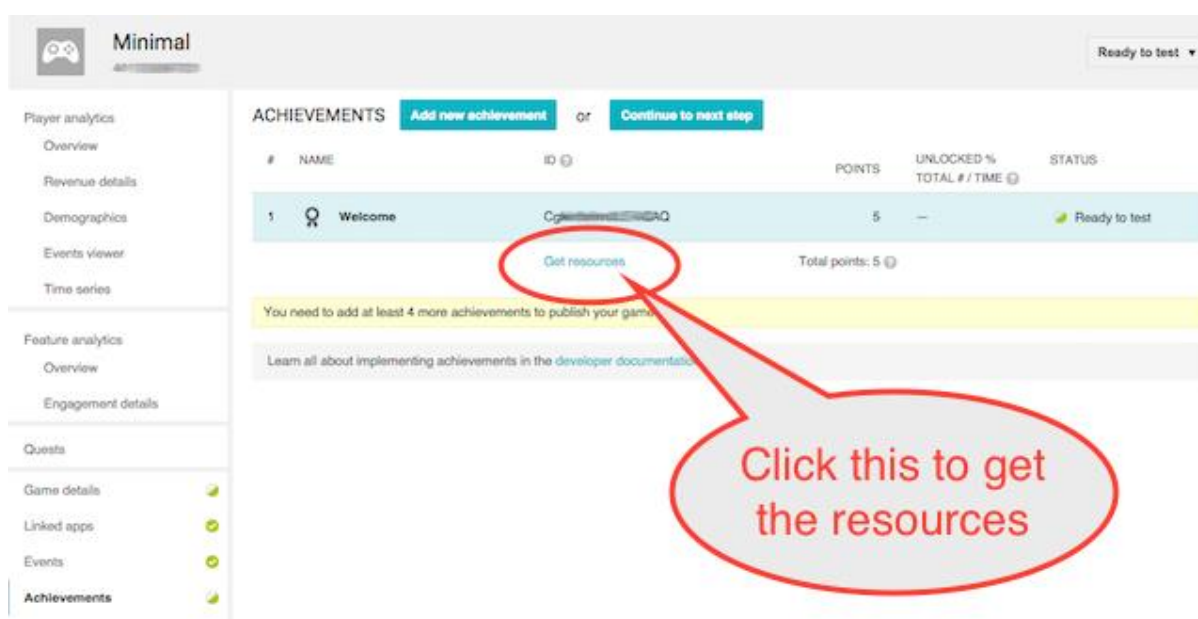 Minimal
Ready to test
Player analytics
Overview
Revenue details
Demographics
Events viewer
Time series
Feature analytics
Overview
Engagement details
Quests
Game details
Linked apps
Events
Achievements
ACHIEVEMENTS Add new achievement or Continue to next step
# NAME ID POINTS UNLOCKED % STATUS
TOTAL # / TIME
1 Welcome 5 — Ready to test
Get resources Total points: 5
You need to add at least 4 more achievements to publish your game
Learn all about implementing achievements in the developer documentation
Click this to get
the resources